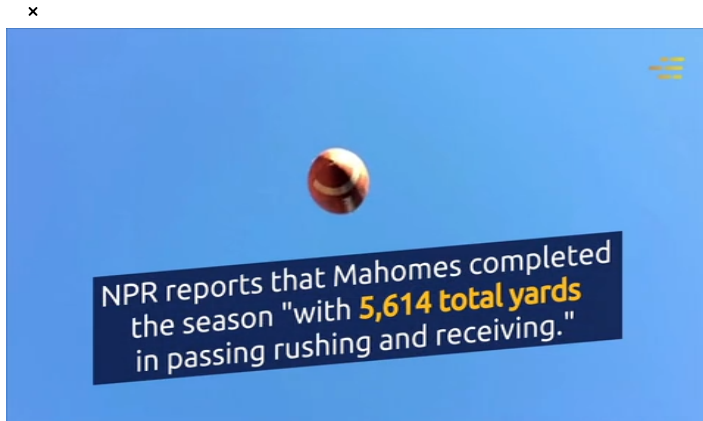 NPR reports that Mahomes completed
the season "with 5,614 total yards
in passing rushing and receiving."